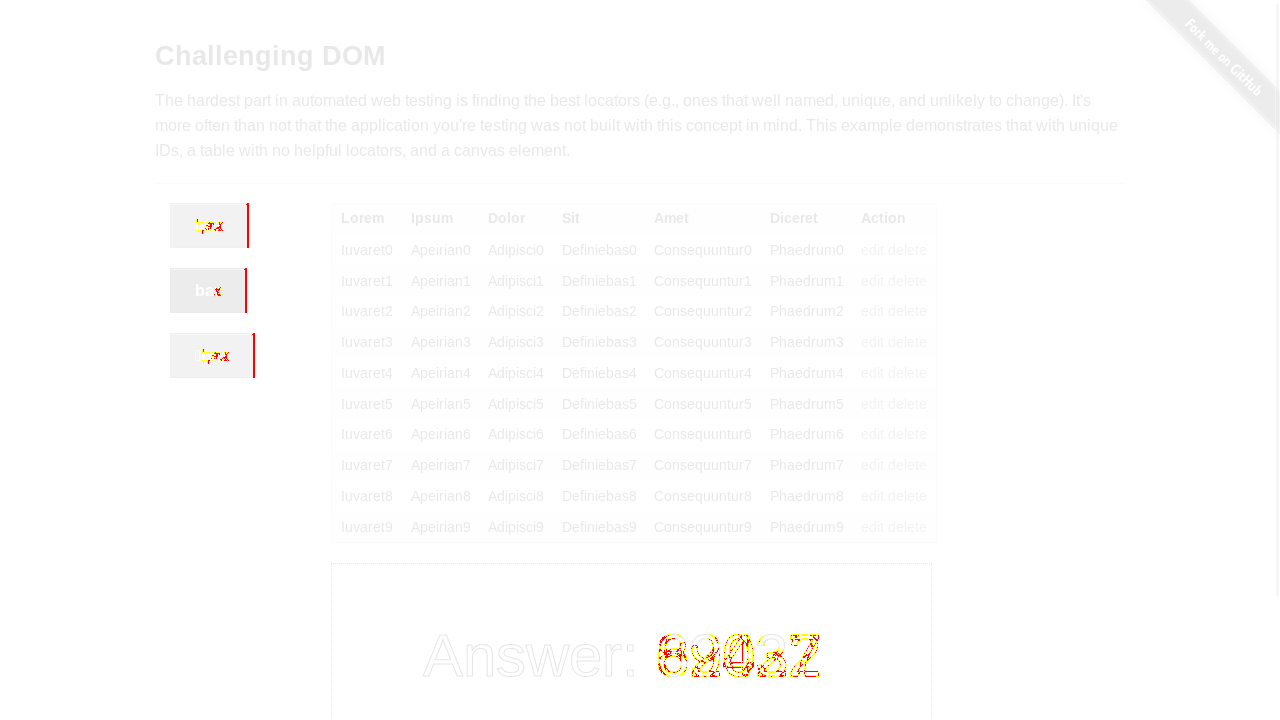 Fork me on GitHub
Challenging DOM
The hardest part in automated web testing is finding the best locators (e.g., ones that well named, unique, and unlikely to change). It's
more often than not that the application you're testing was not built with this concept in mind. This example demonstrates that with unique
IDs, a table with no helpful locators, and a canvas element.
Lorem Ipsum Dolor Sit Amet Diceret Action
Iuvaret0 Apeirian0 Adipisci0 Definiebas0 Consequuntur0 Phaedrum0 edit delete
Iuvaret1 Apeirian1 Adipisci1 Definiebas1 Consequuntur1 Phaedrum1 edit delete
Iuvaret2 Apeirian2 Adipisci2 Definiebas2 Consequuntur2 Phaedrum2 edit delete
Iuvaret3 Apeirian3 Adipisci3 Definiebas3 Consequuntur3 Phaedrum3 edit delete
Iuvaret4 Apeirian4 Adipisci4 Definiebas4 Consequuntur4 Phaedrum4 edit delete
Iuvaret5 Apeirian5 Adipisci5 Definiebas5 Consequuntur5 Phaedrum5 edit delete
Iuvaret6 Apeirian6 Adipisci6 Definiebas6 Consequuntur6 Phaedrum6 edit delete
Iuvaret7 Apeirian7 Adipisci7 Definiebas7 Consequuntur7 Phaedrum7 edit delete
Iuvaret8 Apeirian8 Adipisci8 Definiebas8 Consequuntur8 Phaedrum8 edit delete
Iuvaret9 Apeirian9 Adipisci9 Definiebas9 Consequuntur9 Phaedrum9 edit delete
Answer: